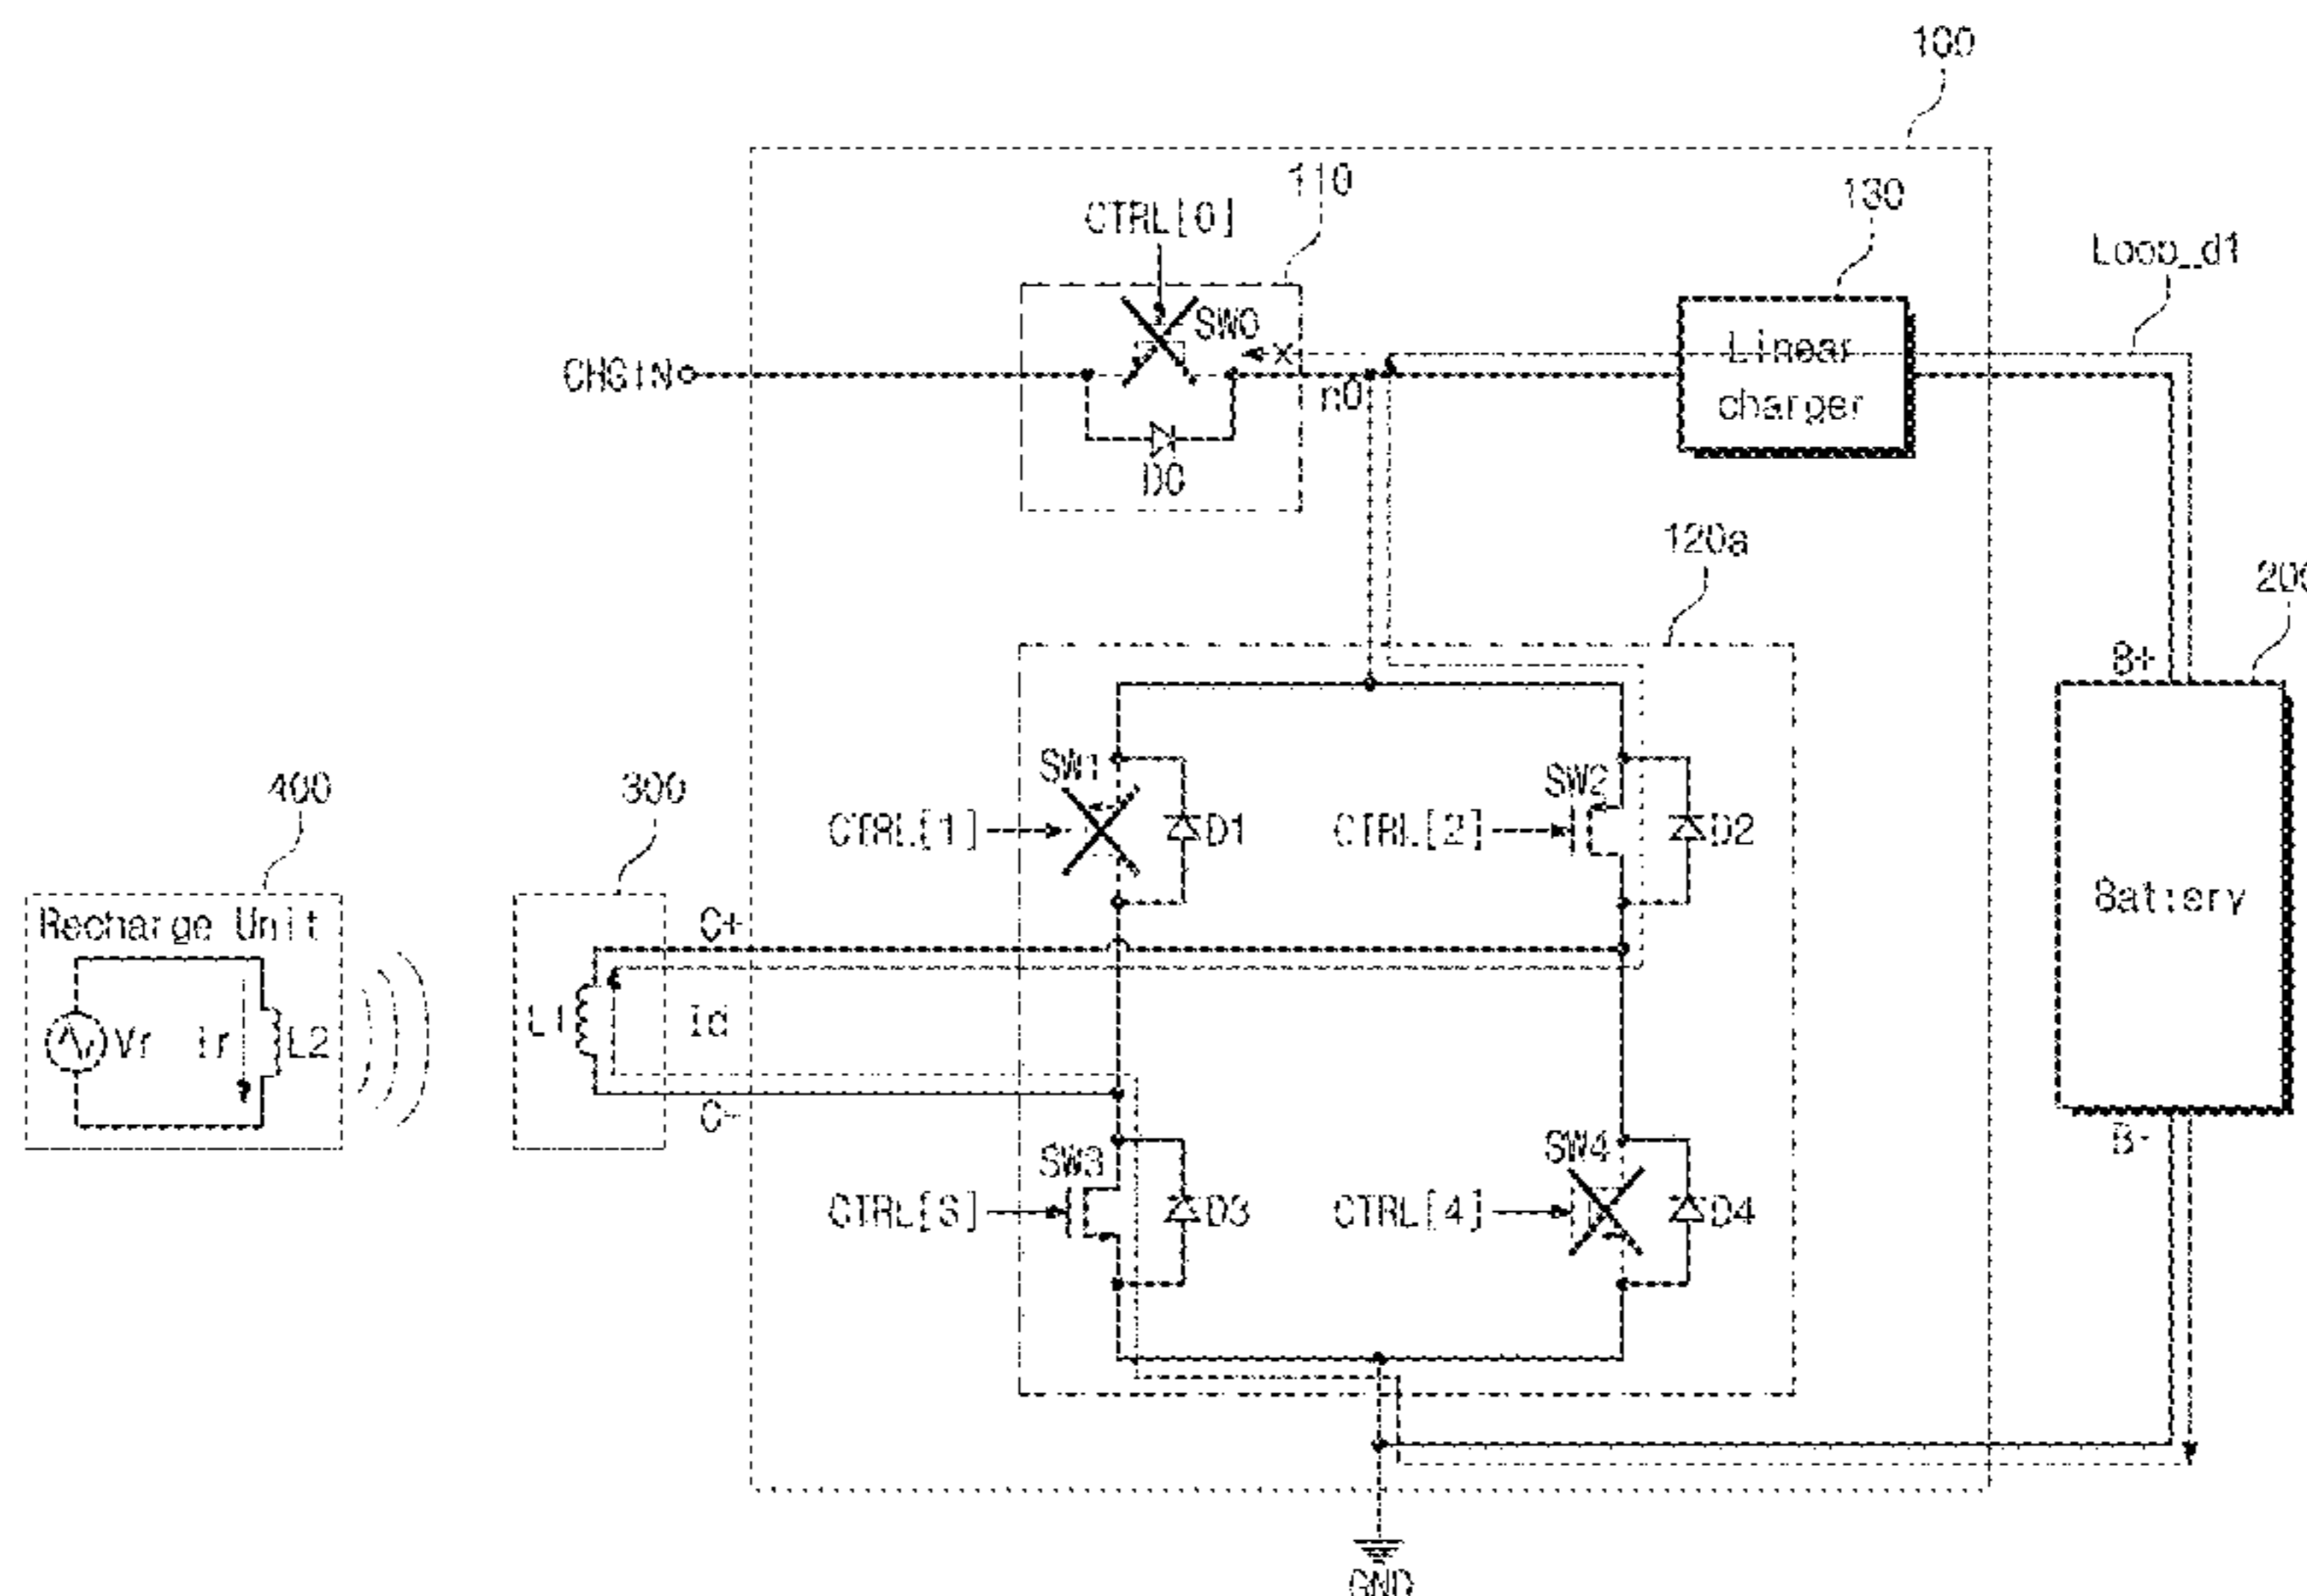 100
110
CTRL[0]
130
Loop_d1
SW0
CHGIN
x
n0
Linear
charger
D0
120a
200
B+
SW1
SW2
400
300
CTRL[1]
D1
CTRL[2]
D2
Recharge Unit
C+
Battery
Vr
Ir
L2
L1
Id
C-
B-
SW3
SW4
CTRL[3]
D3
CTRL[4]
D4
GND